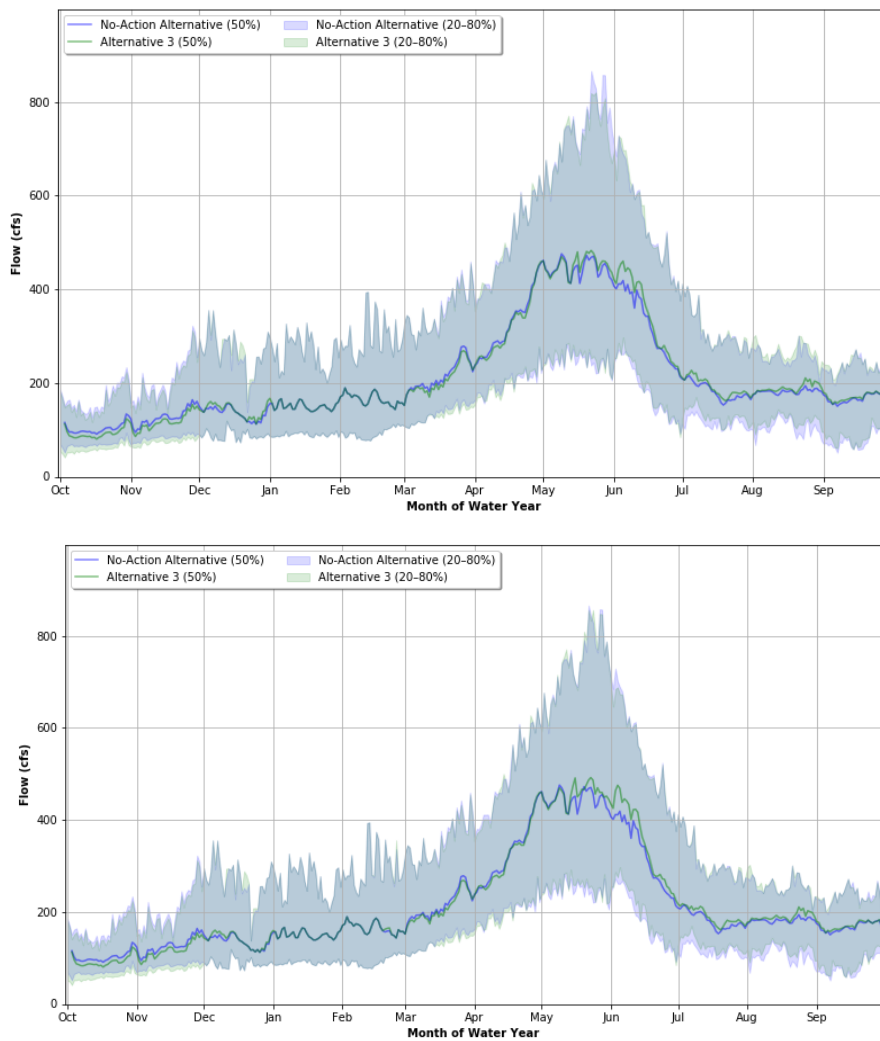 No-Action Alternative (50%) No-Action Alternative (20–80%)
Alternative 3 (50%) Alternative 3 (20–80%)
800
600
400
200
0
Flow (cfs)
Oct Nov Dec Jan Feb Mar Apr May Jun Jul Aug Sep
Month of Water Year
No-Action Alternative (50%) No-Action Alternative (20–80%)
Alternative 3 (50%) Alternative 3 (20–80%)
800
600
400
200
0
Flow (cfs)
Oct Nov Dec Jan Feb Mar Apr May Jun Jul Aug Sep
Month of Water Year